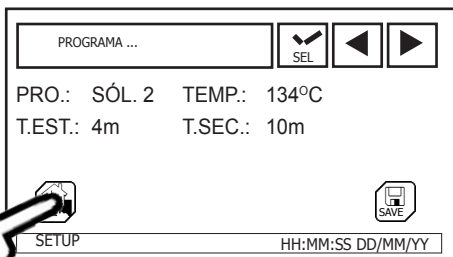 PROGRAMA ...
SEL
PRO.: SÓL. 2 TEMP.: 134ºC
T.EST.: 4m T.SEC.: 10m
SAVE
SETUP HH:MM:SS DD/MM/YY